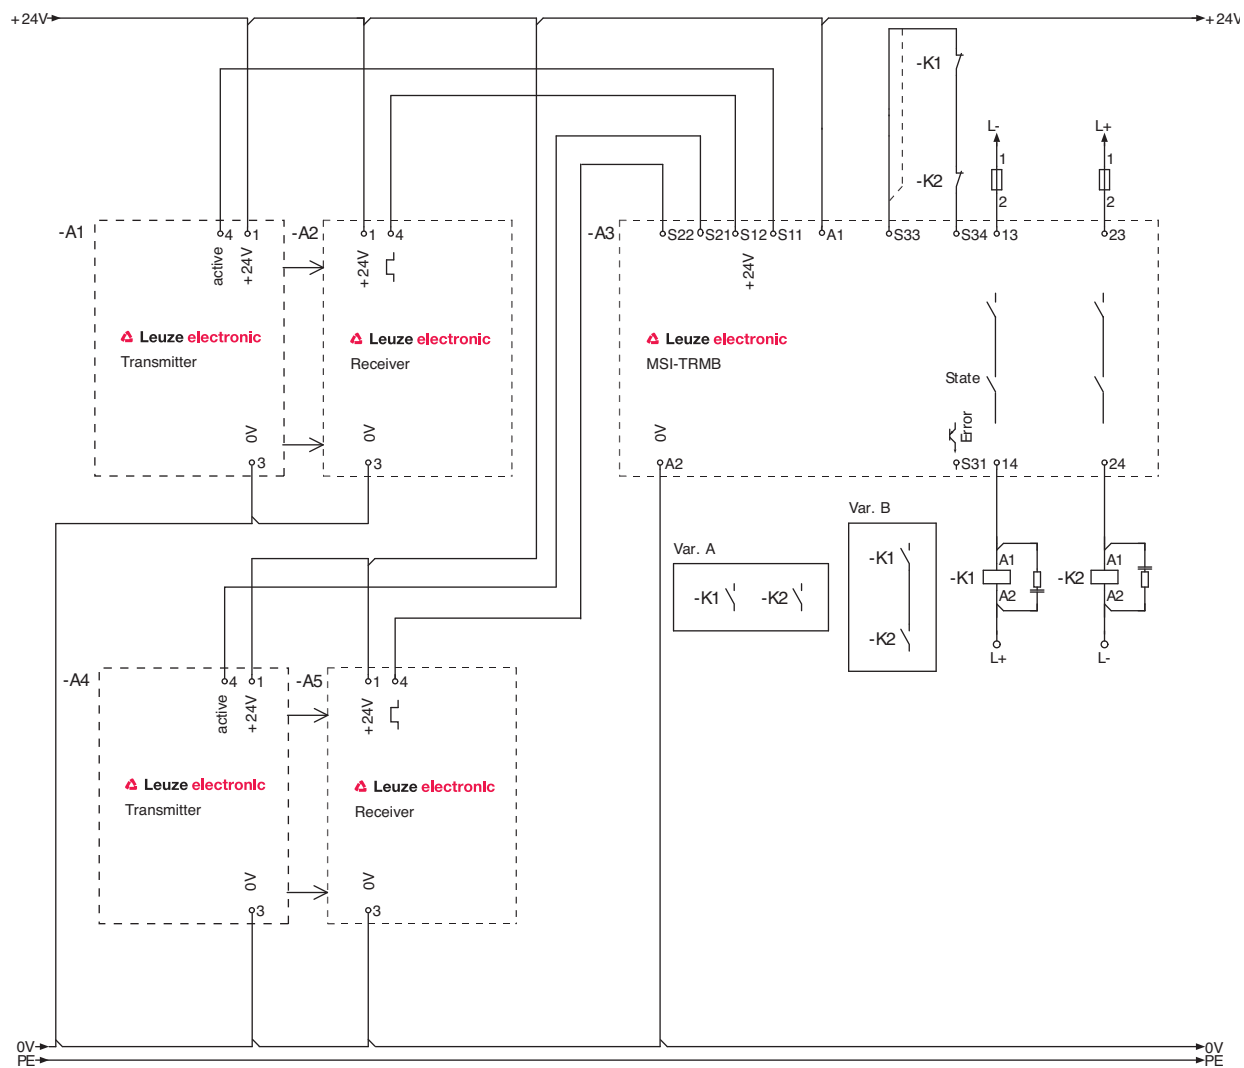 +24V
+24V
-K1
L-
L+
1
1
-K2
2
2
-A1
4
1
-A2
1
4
-A3
S22
S21
S12
S11
A1
S33
S34
13
23
active
+24V
+24V
+24V
Leuze electronic
Transmitter
Leuze electronic
Receiver
Leuze electronic
MSI-TRMB
State
Error
0V
0V
0V
3
3
A2
S31
14
24
Var. A
-K1
-K2
Var. B
-K1
-K2
-K1
A1
A2
-K2
A1
A2
L+
L-
-A4
4
1
-A5
1
4
active
+24V
+24V
Leuze electronic
Transmitter
Leuze electronic
Receiver
0V
0V
3
3
0V
0V
PE
PE